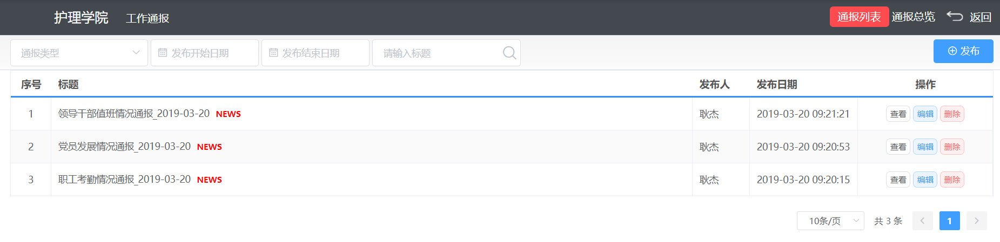 护理学院 工作通报 通报列表 通报总览 返回
通报类型 发布开始日期 发布结束日期 请输入标题 发布
序号 标题 发布人 发布日期 操作
1 领导干部值班情况通报_2019-03-20 NEWS 耿杰 2019-03-20 09:21:21 查看 编辑 删除
2 党员发展情况通报_2019-03-20 NEWS 耿杰 2019-03-20 09:20:53 查看 编辑 删除
3 职工考勤情况通报_2019-03-20 NEWS 耿杰 2019-03-20 09:20:15 查看 编辑 删除
10条/页 共 3 条 1